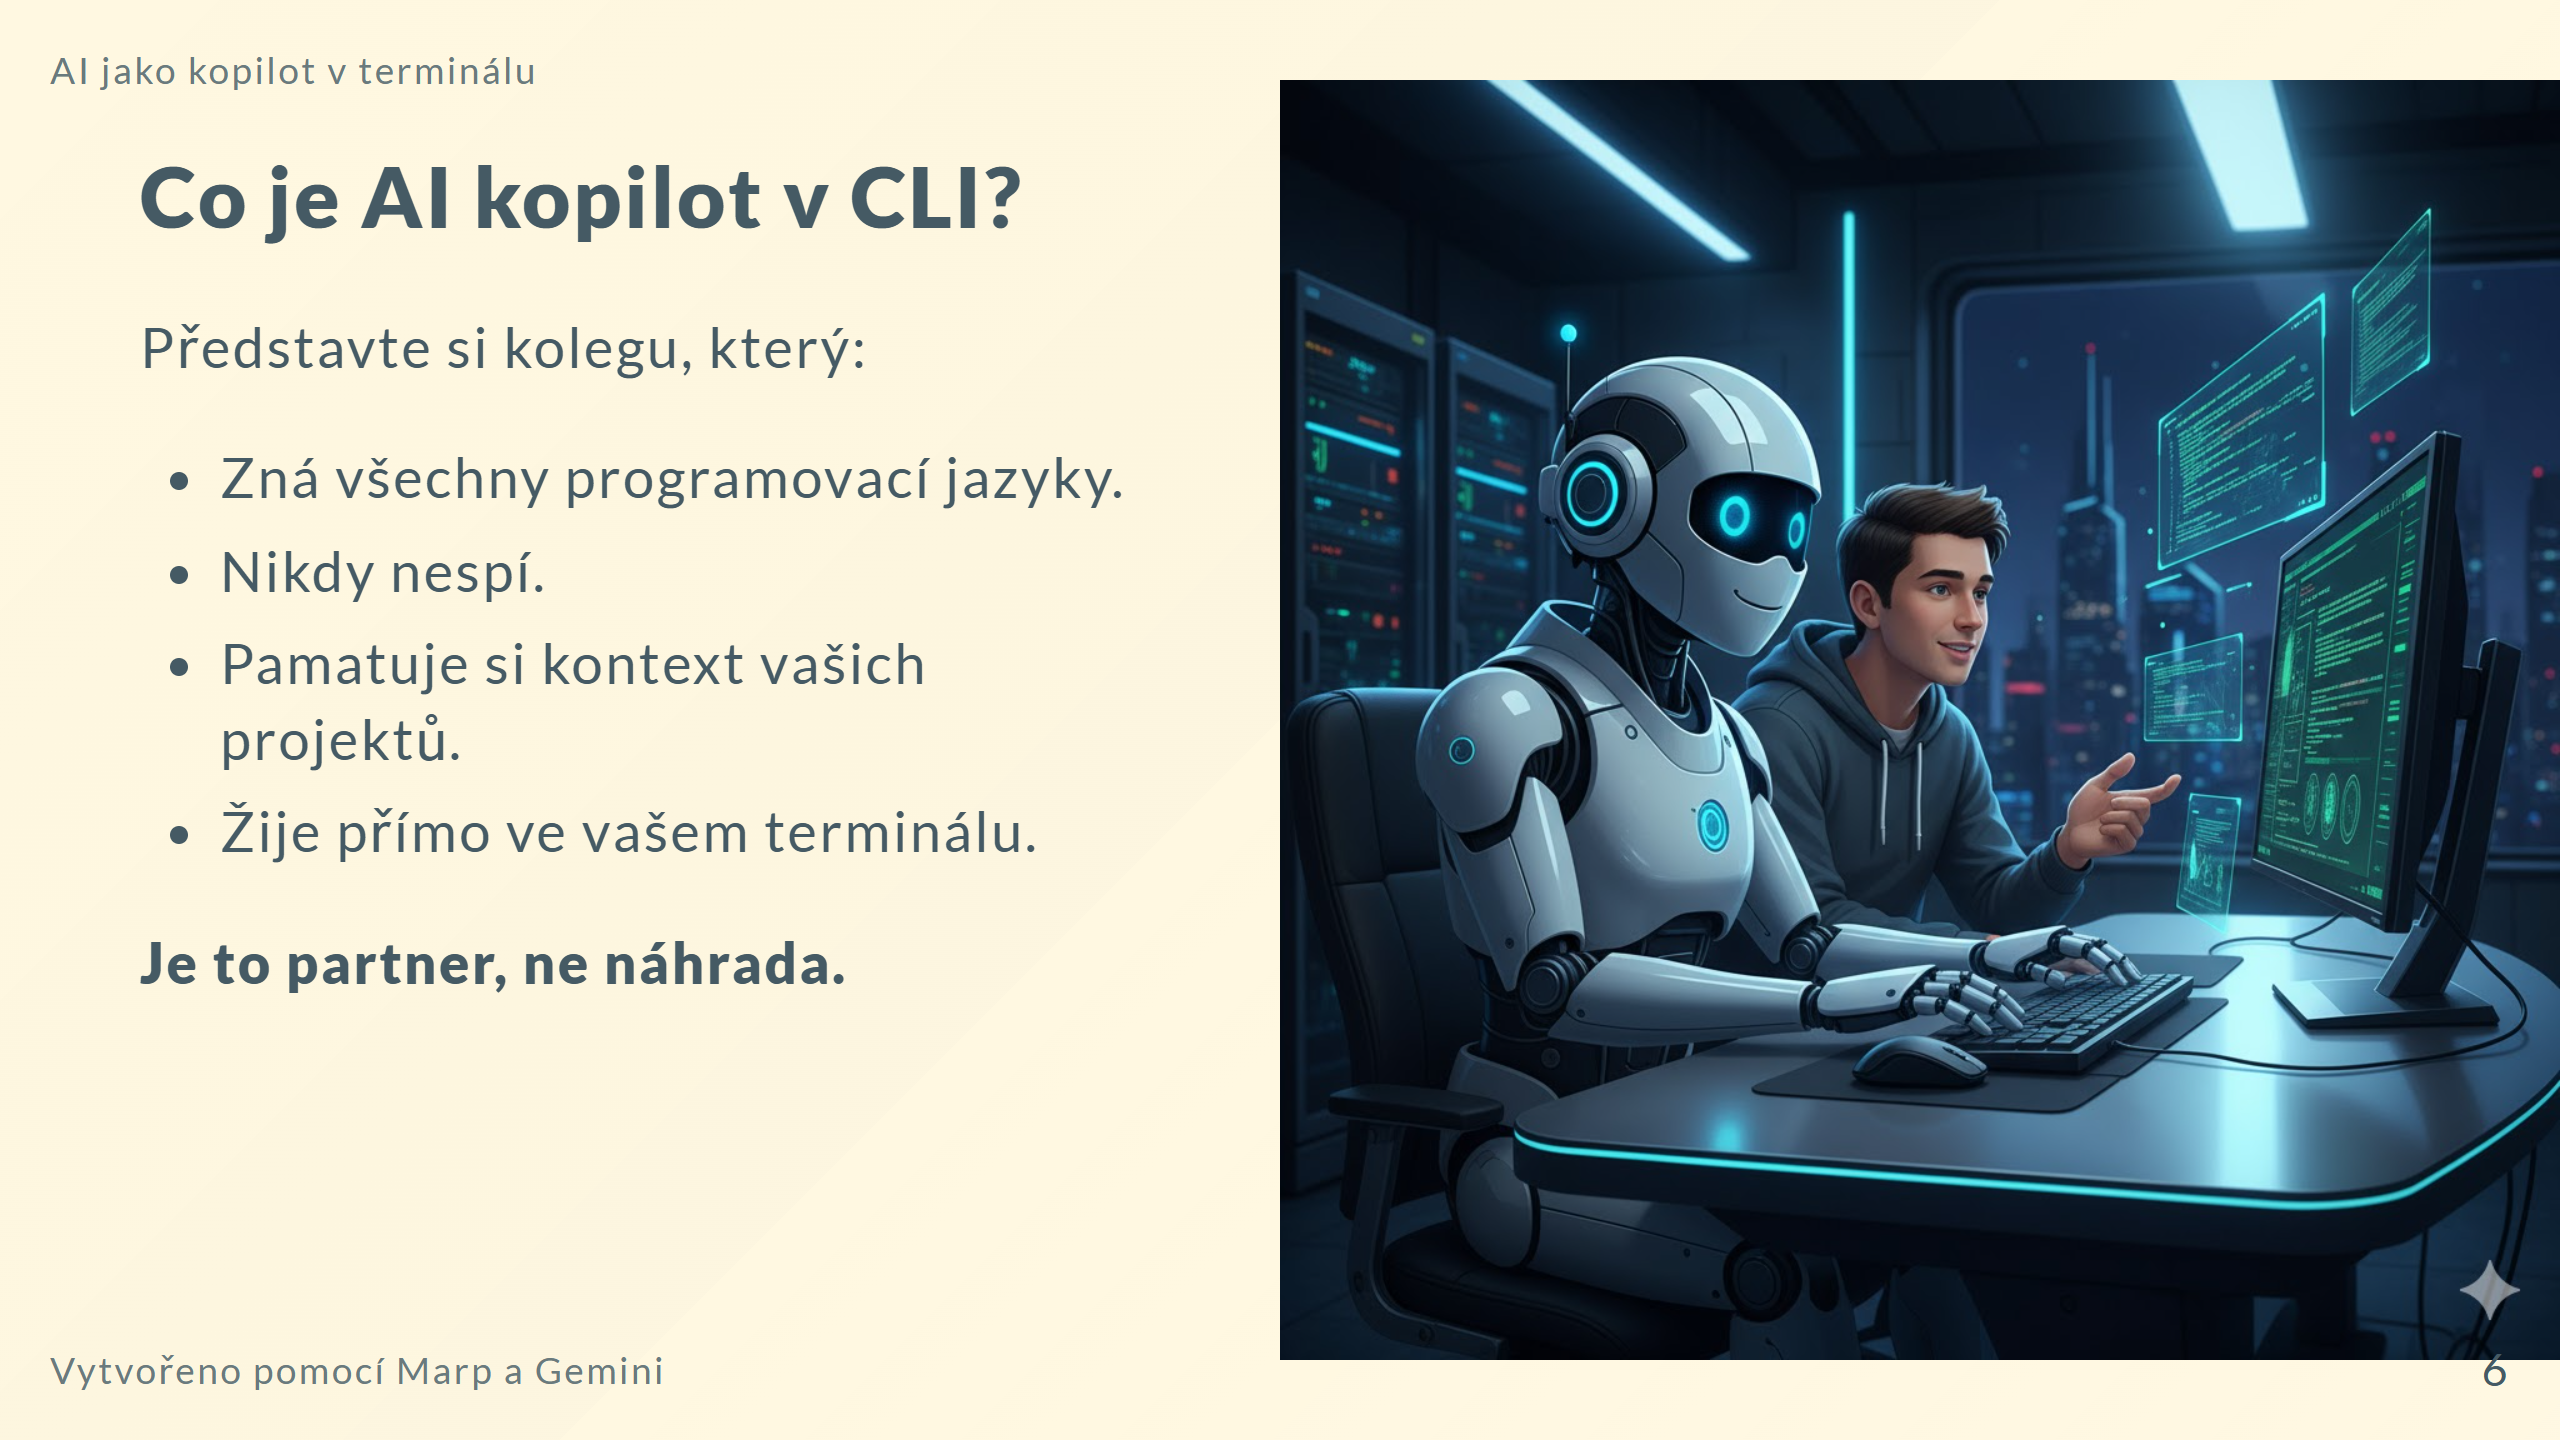 AI jako kopilot v terminálu
Co je AI kopilot v CLI?
Představte si kolegu, který:
• Zná všechny programovací jazyky.
• Nikdy nespí.
• Pamatuje si kontext vašich
projektů.
• Žije přímo ve vašem terminálu.
Je to partner, ne náhrada.
Vytvořeno pomocí Marp a Gemini
6